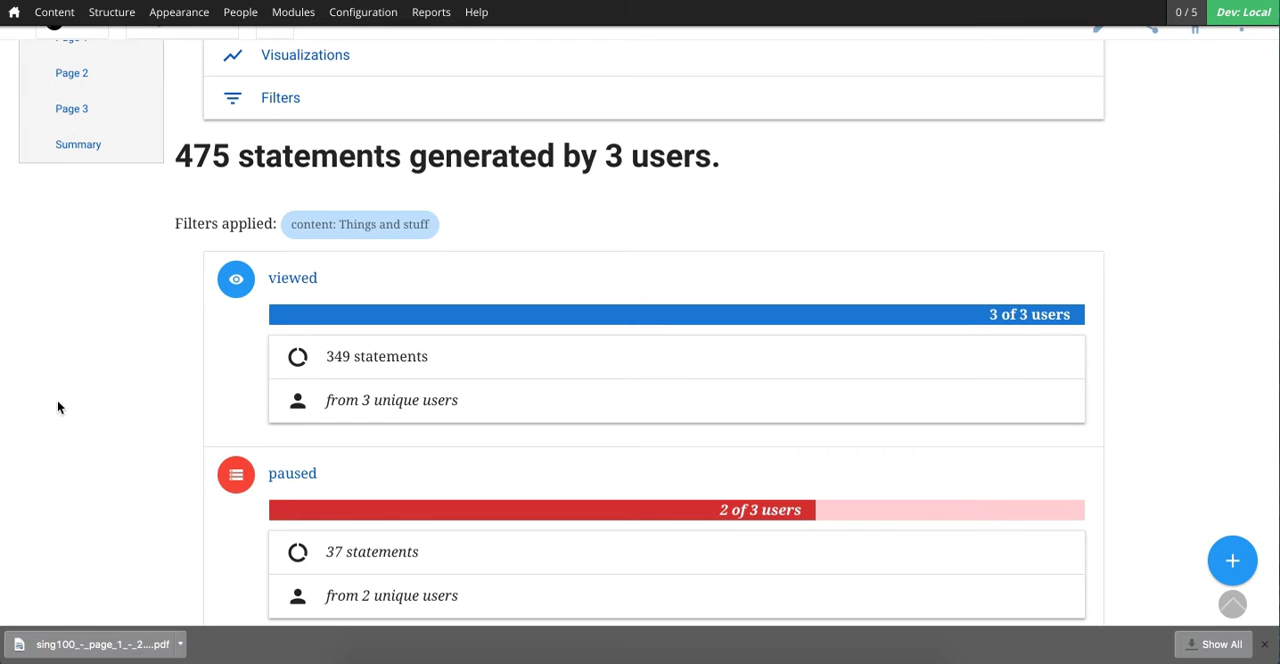 Content Structure Appearance People Modules Configuration Reports Help 0 / 5 Dev: Local
Visualizations
Page 2
Filters
Page 3
Summary
475 statements generated by 3 users.
Filters applied: content: Things and stuff
viewed
3 of 3 users
349 statements
from 3 unique users
paused
2 of 3 users
37 statements
from 2 unique users
sing100_-_page_1_-_2....pdf
Show All